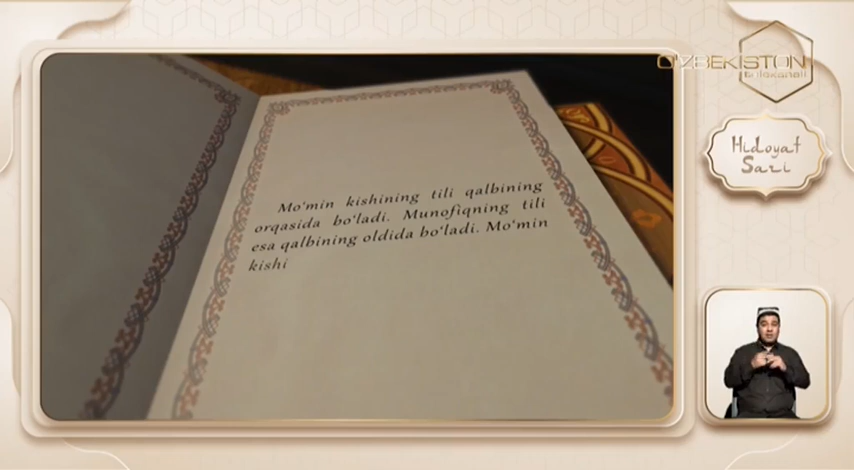 O'ZBEKISTON
telekanali
Hidoyat
Sari
Mo‘min kishining tili qalbining
orqasida bo‘ladi. Munofiqning tili
esa qalbining oldida bo‘ladi. Mo‘min
kishi